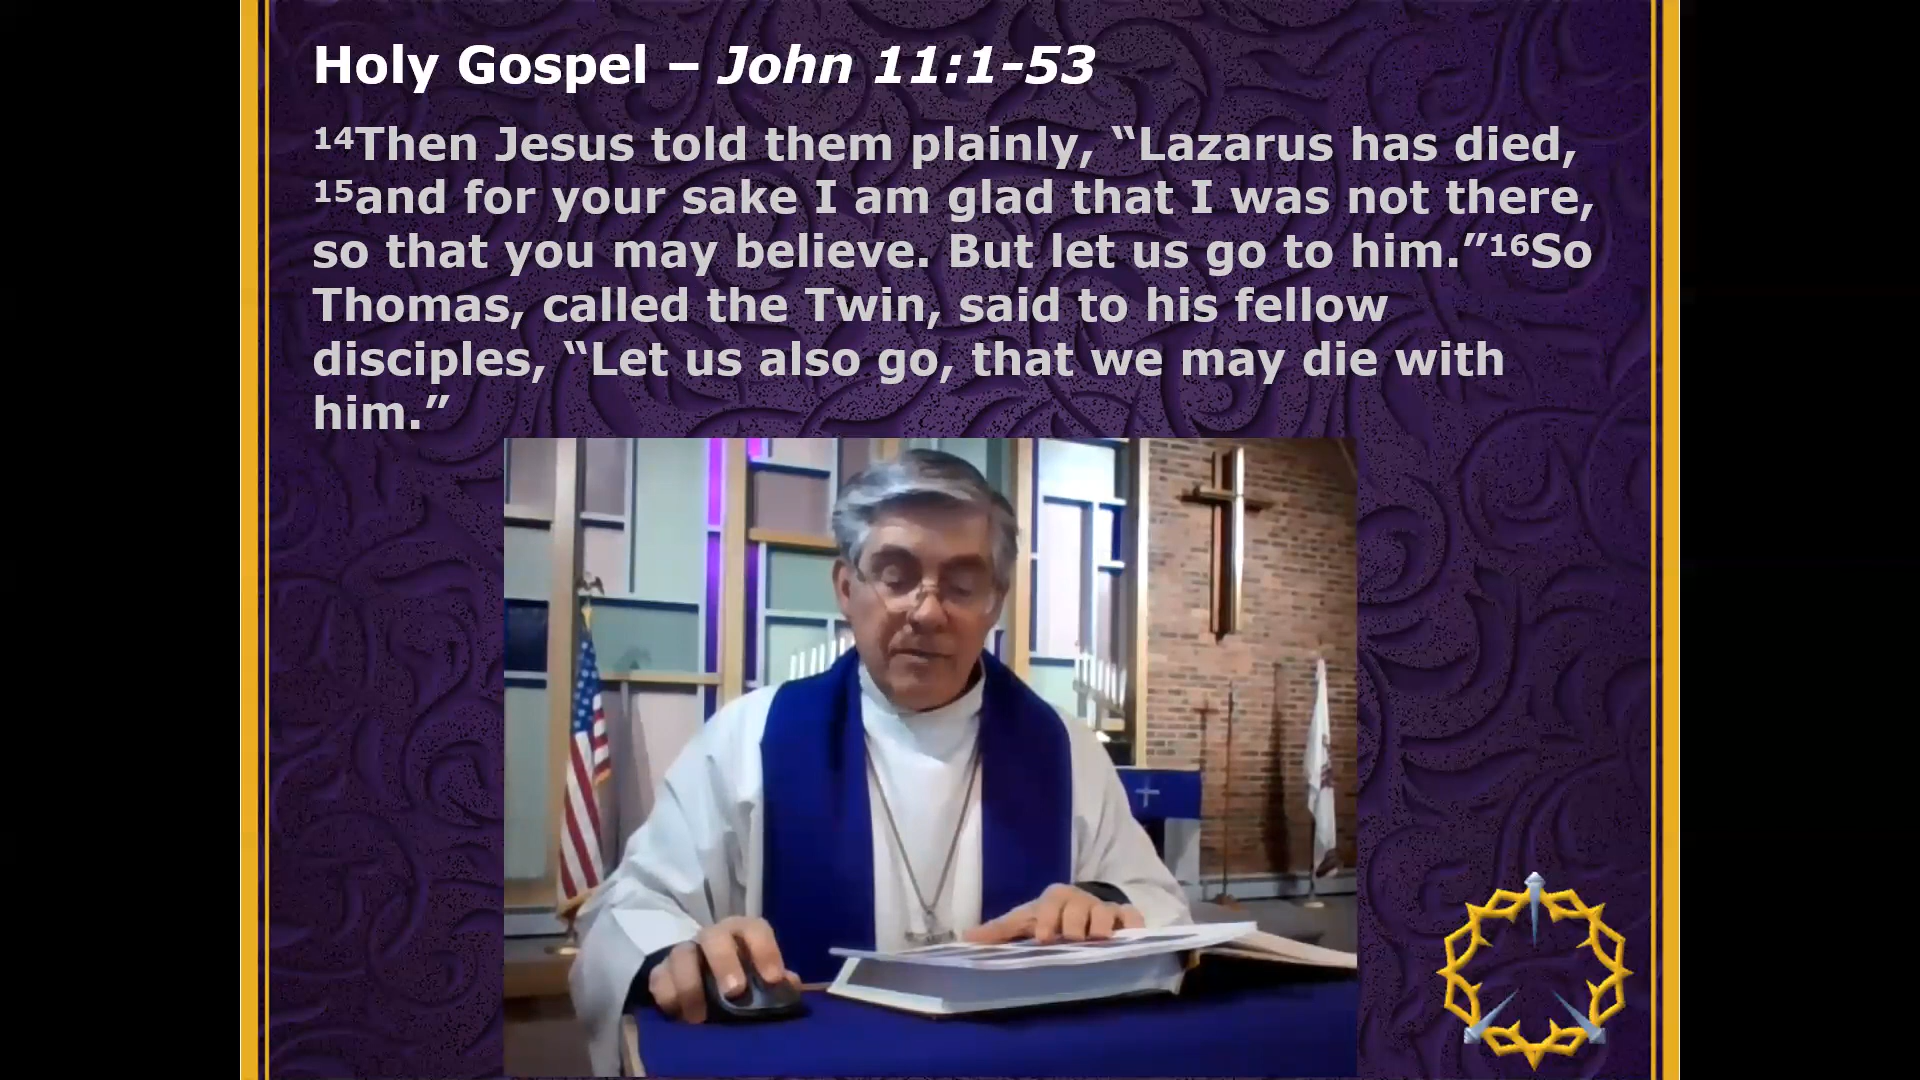 Holy Gospel – John 11:1-53
¹⁴Then Jesus told them plainly, “Lazarus has died,
¹⁵and for your sake I am glad that I was not there,
so that you may believe. But let us go to him.”¹⁶So
Thomas, called the Twin, said to his fellow
disciples, “Let us also go, that we may die with
him.”